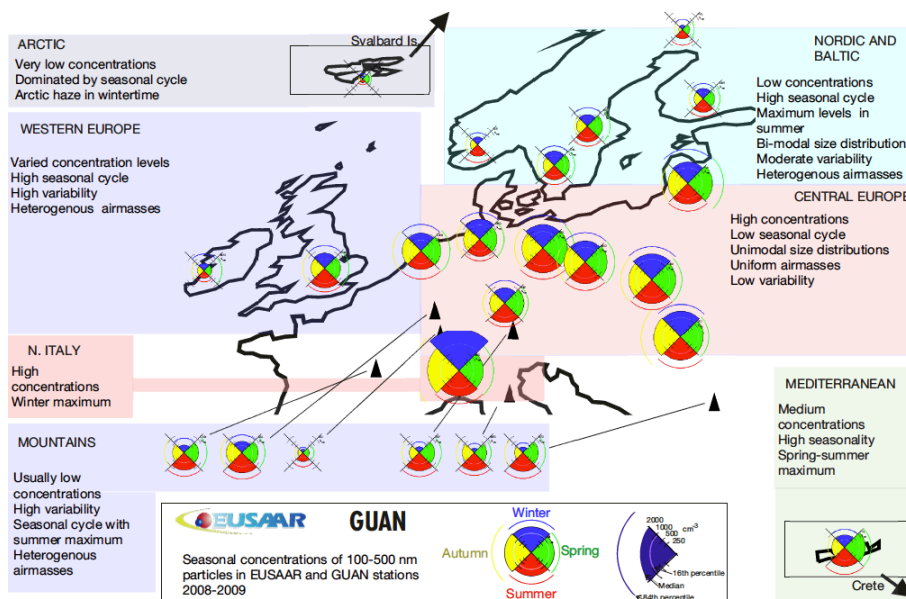 ARCTIC
Very low concentrations
Dominated by seasonal cycle
Arctic haze in wintertime
Svalbard Is.
NORDIC AND
BALTIC
Low concentrations
High seasonal cycle
Maximum levels in
summer
Bi-modal size distribution
Moderate variability
Heterogenous airmasses
WESTERN EUROPE
Varied concentration levels
High seasonal cycle
High variability
Heterogenous airmasses
CENTRAL EUROPE
High concentrations
Low seasonal cycle
Unimodal size distributions
Uniform airmasses
Low variability
N. ITALY
High
concentrations
Winter maximum
MEDITERRANEAN
Medium
concentrations
High seasonality
Spring-summer
maximum
Crete
MOUNTAINS
Usually low
concentrations
High variability
Seasonal cycle with
summer maximum
Heterogenous
airmasses
EUSAAR
GUAN
Seasonal concentrations of 100-500 nm
particles in EUSAAR and GUAN stations
2008-2009
Winter
Autumn
Spring
Summer
2000
1000
500
250
cm-3
16th percentile
Median
84th percentile